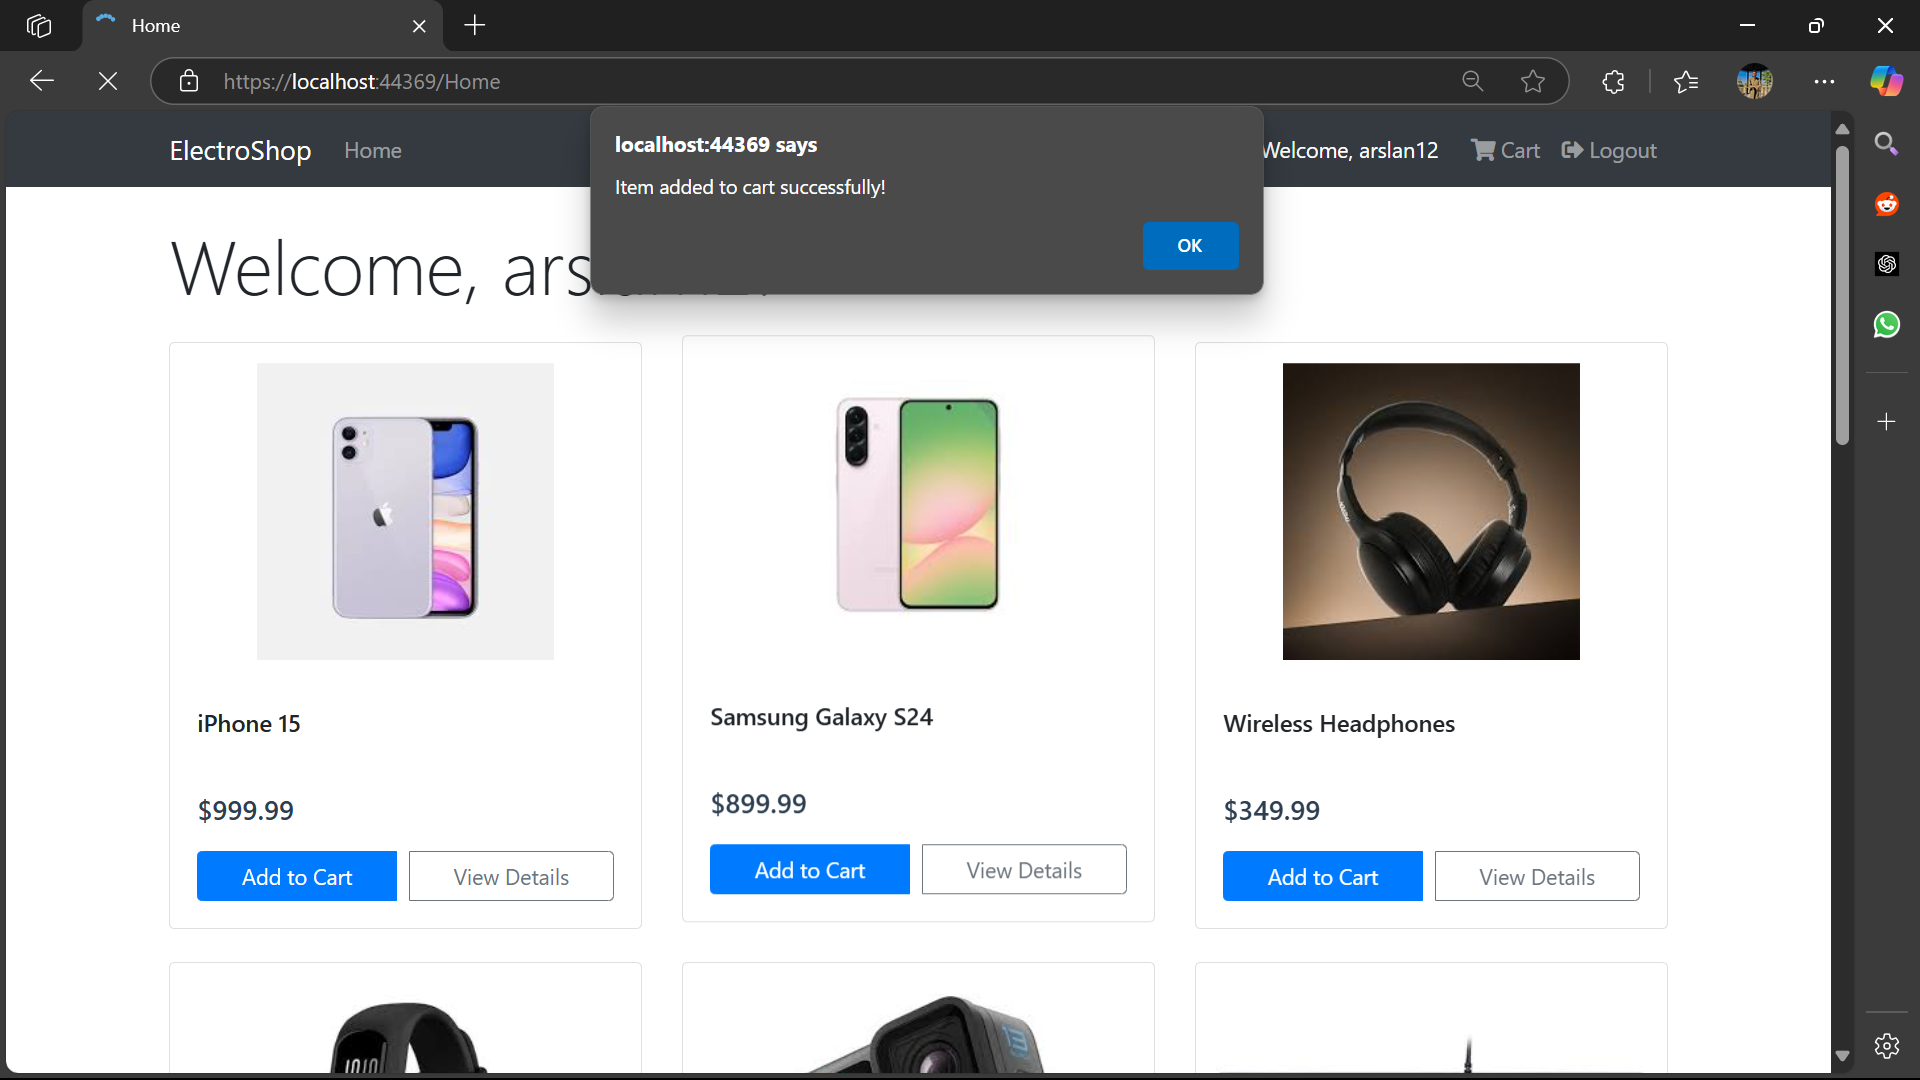 Home
https://localhost:44369/Home
ElectroShop
Home
localhost:44369 says
Item added to cart successfully!
OK
Welcome, arslan12
Cart
Logout
Welcome,
iPhone 15
$999.99
Add to Cart
View Details
Samsung Galaxy S24
$899.99
Add to Cart
View Details
Wireless Headphones
$349.99
Add to Cart
View Details
13